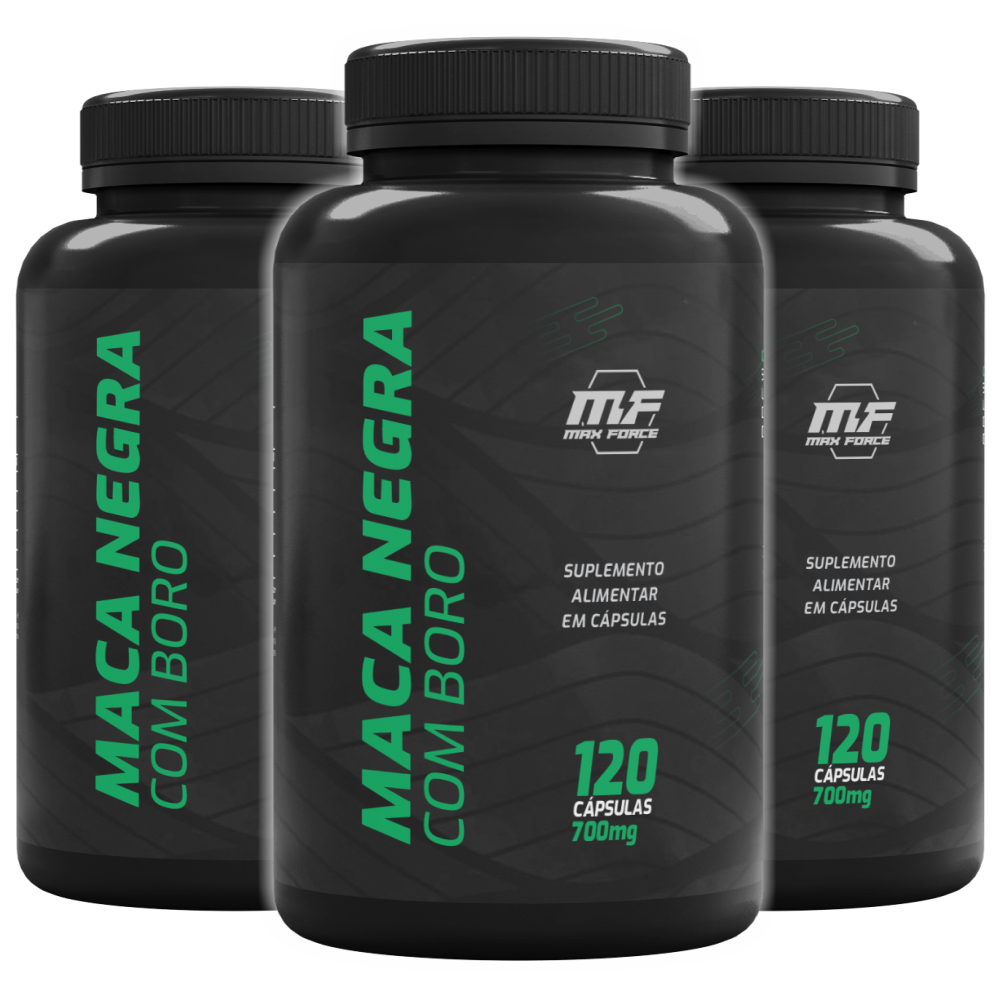 MACA NEGRA
COM BORO
MACA NEGRA
COM BORO
MF
MAX FORCE
SUPLEMENTO
ALIMENTAR
EM CÁPSULAS
120
CÁPSULAS
700mg
MF
MAX FORCE
SUPLEMENTO
ALIMENTAR
EM CÁPSULAS
120
CÁPSULAS
700mg